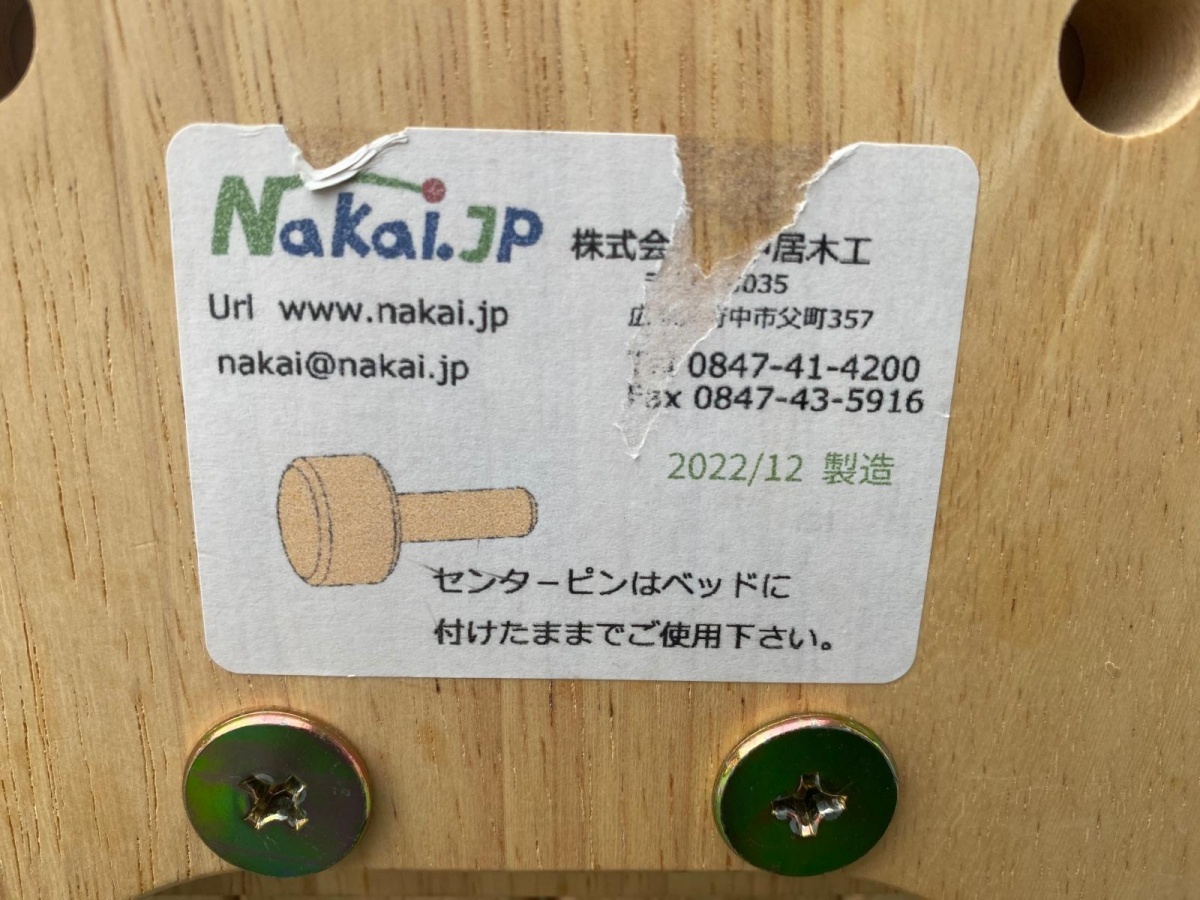 Nakai.JP
株式会 居木工
035
Url www.nakai.jp
中市父町357
nakai@nakai.jp
0847-41-4200
Fax 0847-43-5916
2022/12 製造
センターピンはベッドに
付けたままでご使用下さい。